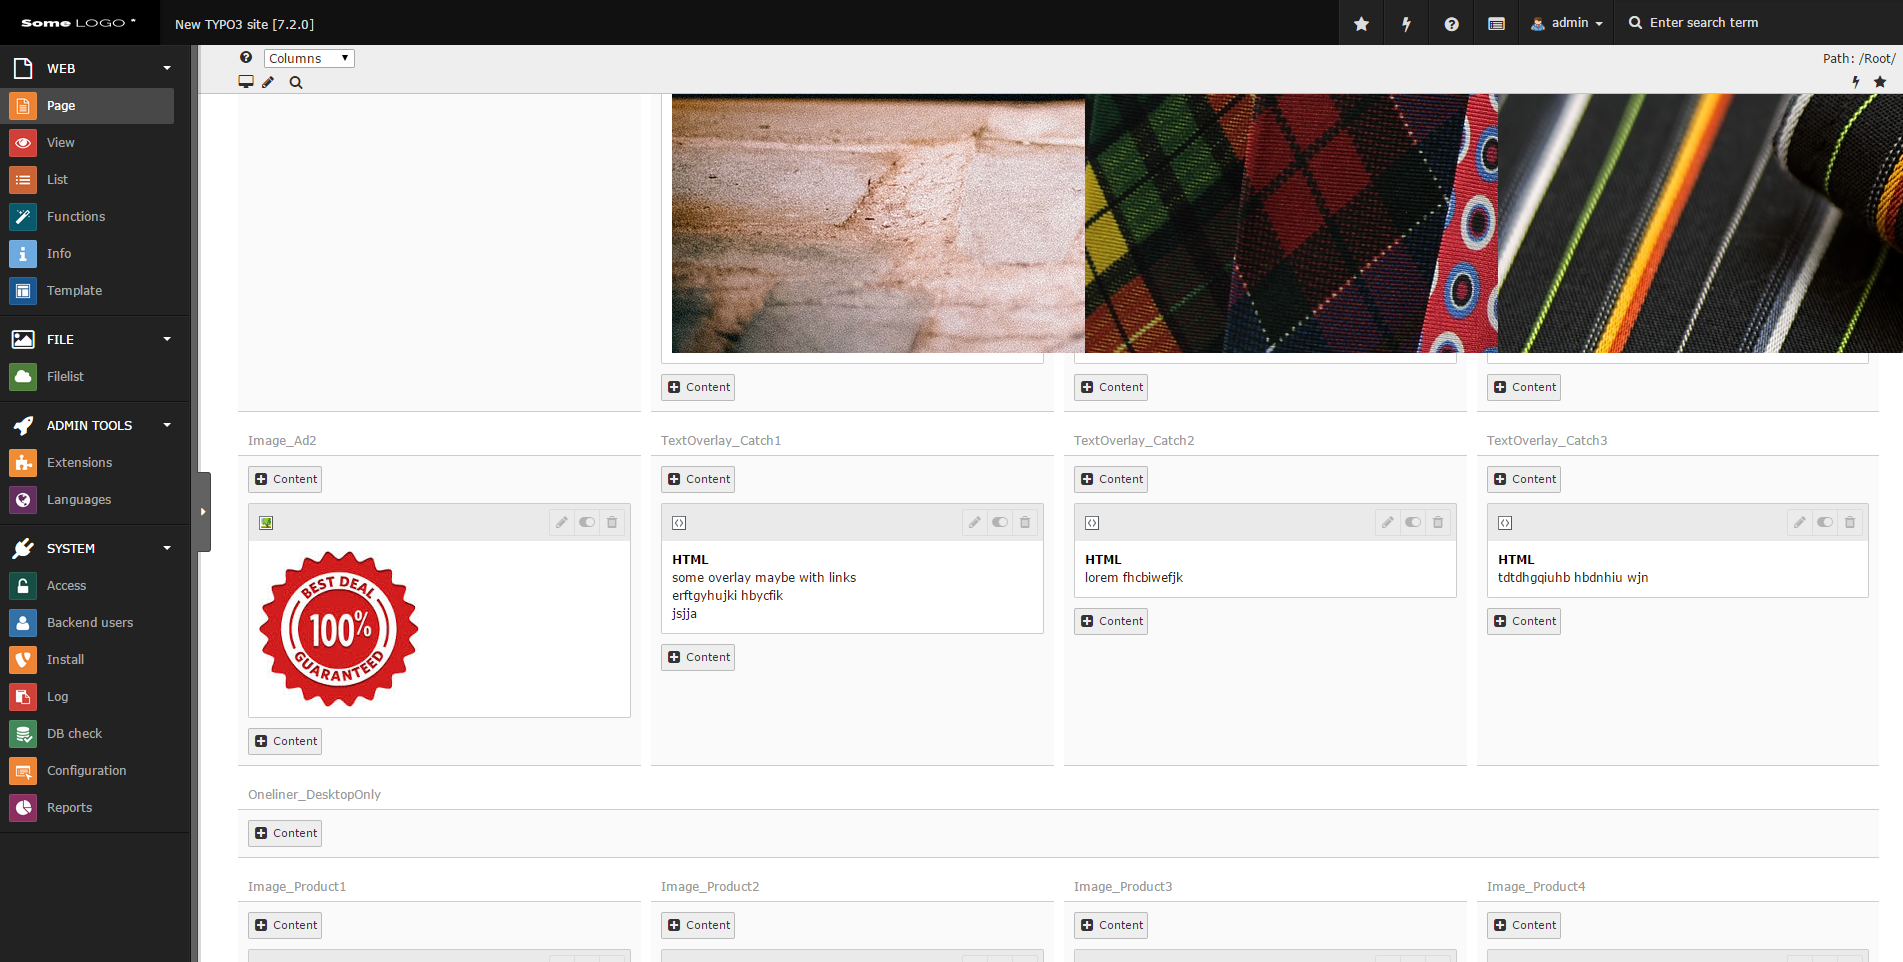 Some LOGO *
New TYPO3 site [7.2.0]
admin
Enter search term
WEB
Page
View
List
Functions
Info
Template
FILE
Filelist
ADMIN TOOLS
Extensions
Languages
SYSTEM
Access
Backend users
Install
Log
DB check
Configuration
Reports
Columns
Path: /Root/
Content
Content
Content
Image_Ad2
TextOverlay_Catch1
TextOverlay_Catch2
TextOverlay_Catch3
Content
Content
Content
Content
BEST DEAL
100%
GUARANTEED
HTML
some overlay maybe with links
erftgyhujki hbycfik
jsjja
HTML
lorem fhcbiwefjk
HTML
tdtdhgqiuhb hbdnhiu wjn
Content
Content
Content
Content
Oneliner_DesktopOnly
Content
Image_Product1
Image_Product2
Image_Product3
Image_Product4
Content
Content
Content
Content